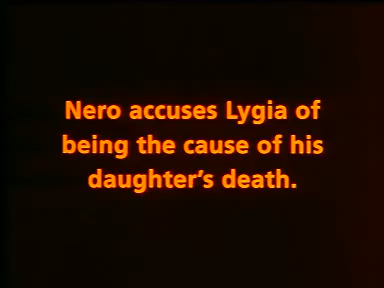 Nero accuses Lygia of
being the cause of his
daughter's death.